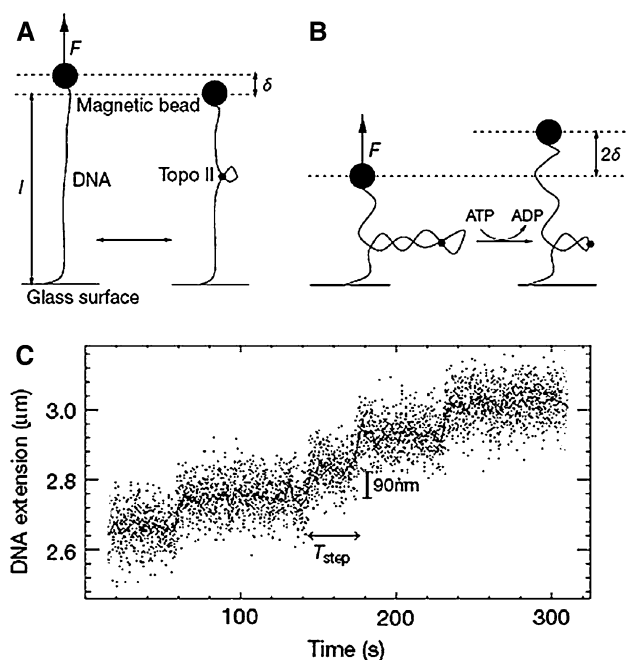 A
F
δ
Magnetic bead
Topo II
DNA
l
Glass surface
B
F
2δ
ATP ADP
C
DNA extension (μm)
3.0
2.8
2.6
90nm
Tstep
100 200 300
Time (s)